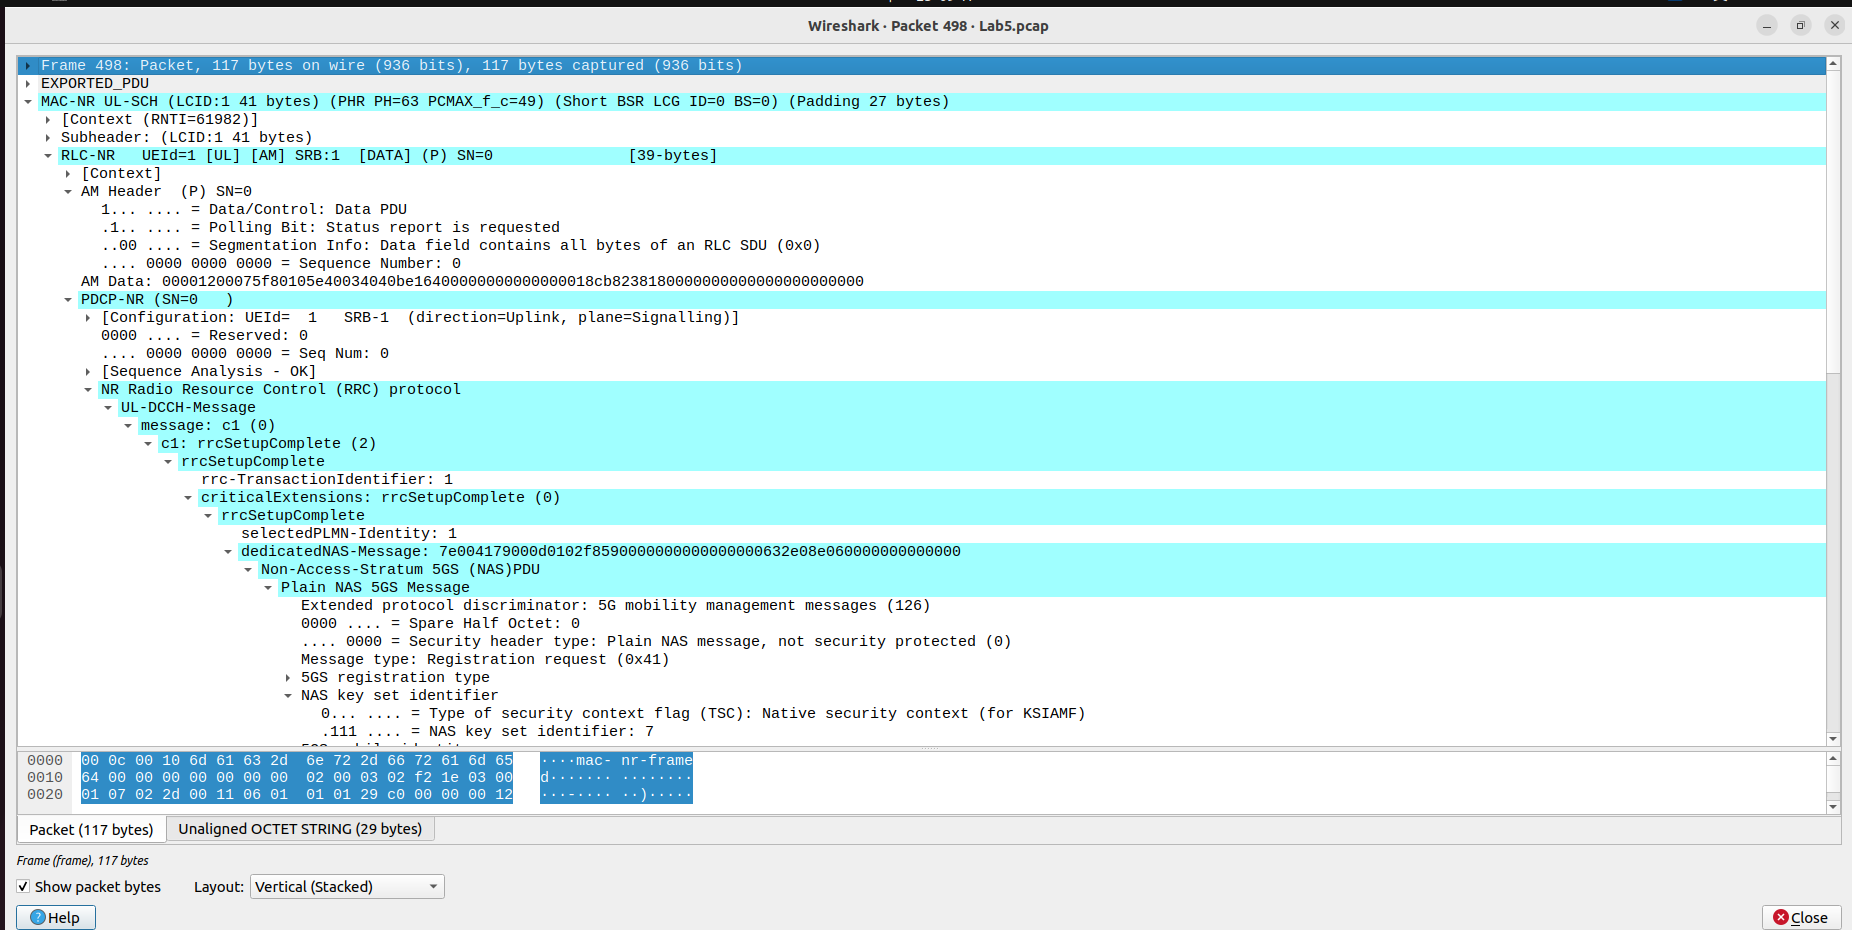 Wireshark · Packet 498 · Lab5.pcap
Frame 498: Packet, 117 bytes on wire (936 bits), 117 bytes captured (936 bits)
EXPORTED_PDU
MAC-NR UL-SCH (LCID:1 41 bytes) (PHR PH=63 PCMAX_f_c=49) (Short BSR LCG ID=0 BS=0) (Padding 27 bytes)
[Context (RNTI=61982)]
Subheader: (LCID:1 41 bytes)
RLC-NR   UEId=1 [UL] [AM] SRB:1  [DATA] (P) SN=0               [39-bytes]
[Context]
AM Header  (P) SN=0
1... .... = Data/Control: Data PDU
.1.. .... = Polling Bit: Status report is requested
..00 .... = Segmentation Info: Data field contains all bytes of an RLC SDU (0x0)
.... 0000 0000 0000 = Sequence Number: 0
AM Data: 00001200075f80105e40034040be16400000000000000000018cb82381800000000000000000000000
PDCP-NR (SN=0   )
[Configuration: UEId=  1   SRB-1  (direction=Uplink, plane=Signalling)]
0000 .... = Reserved: 0
.... 0000 0000 0000 = Seq Num: 0
[Sequence Analysis - OK]
NR Radio Resource Control (RRC) protocol
UL-DCCH-Message
message: c1 (0)
c1: rrcSetupComplete (2)
rrcSetupComplete
rrc-TransactionIdentifier: 1
criticalExtensions: rrcSetupComplete (0)
rrcSetupComplete
selectedPLMN-Identity: 1
dedicatedNAS-Message: 7e004179000d0102f8590000000000000000632e08e060000000000000
Non-Access-Stratum 5GS (NAS)PDU
Plain NAS 5GS Message
Extended protocol discriminator: 5G mobility management messages (126)
0000 .... = Spare Half Octet: 0
.... 0000 = Security header type: Plain NAS message, not security protected (0)
Message type: Registration request (0x41)
5GS registration type
NAS key set identifier
0... .... = Type of security context flag (TSC): Native security context (for KSIAMF)
.111 .... = NAS key set identifier: 7
0000 00 0c 00 10 6d 61 63 2d  6e 72 2d 66 72 61 6d 65 ····mac- nr-frame
0010 64 00 00 00 00 00 00 00  02 00 03 02 f2 1e 03 00 d······· ········
0020 01 07 02 2d 00 11 06 01  01 01 29 c0 00 00 00 12 ···-···· ··)·····
Packet (117 bytes) Unaligned OCTET STRING (29 bytes)
Frame (frame), 117 bytes
Show packet bytes Layout: Vertical (Stacked)
Help Close